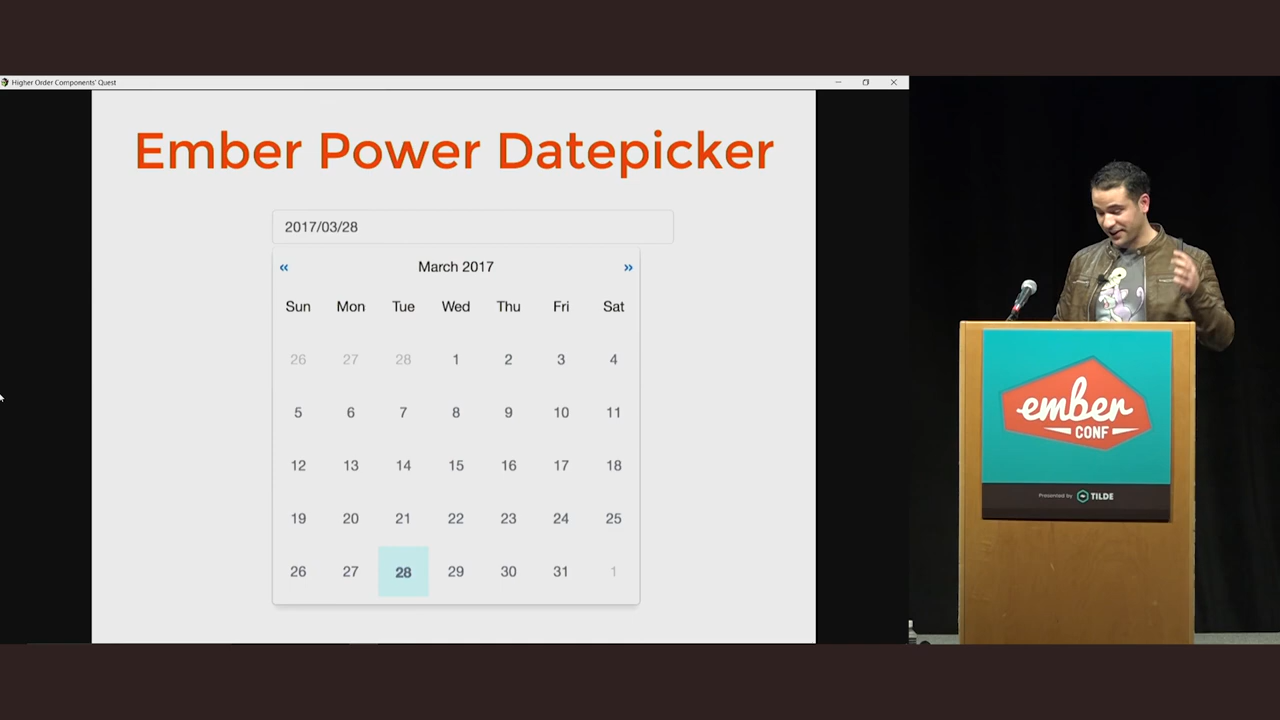 Higher Order Components' Quest
Ember Power Datepicker
2017/03/28
« March 2017 »
Sun Mon Tue Wed Thu Fri Sat
26 27 28 1 2 3 4
5 6 7 8 9 10 11
12 13 14 15 16 17 18
19 20 21 22 23 24 25
26 27 28 29 30 31 1
ember
CONF
Presented by TILDE